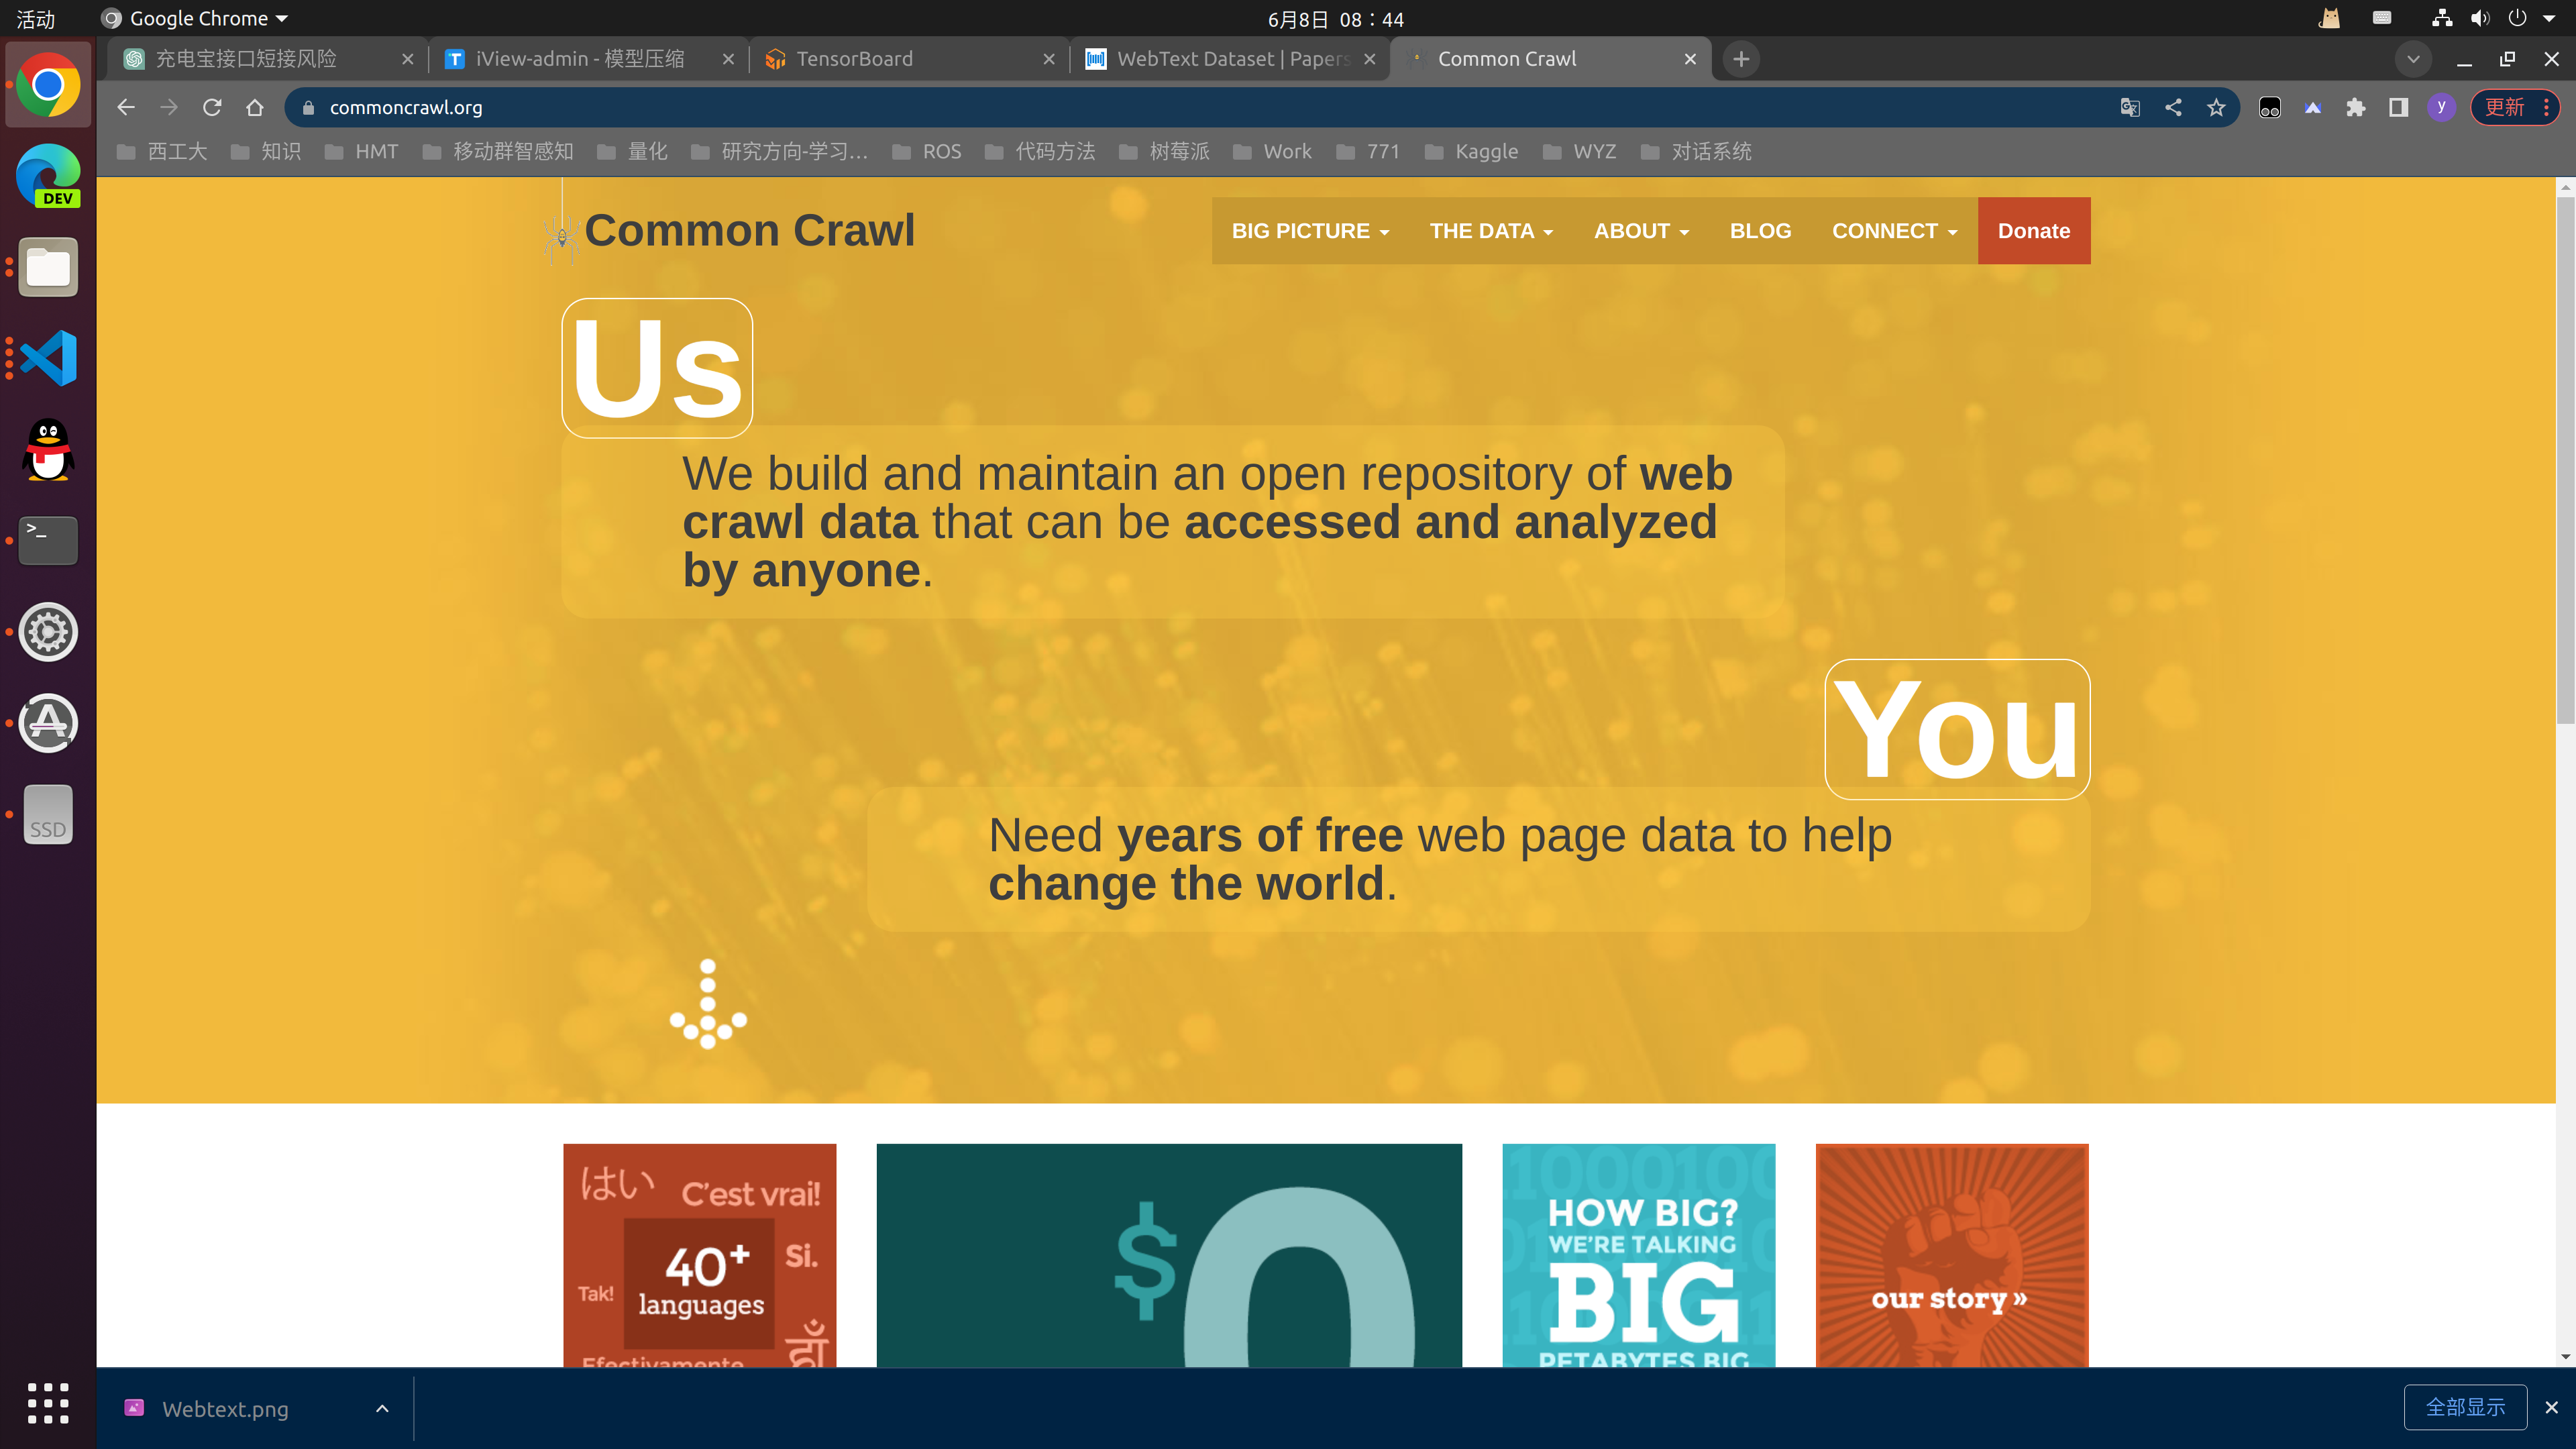 活动
Google Chrome
6月8日 08：44
充电宝接口短接风险
iView-admin - 模型压缩
TensorBoard
WebText Dataset | Papers
Common Crawl
commoncrawl.org
y
更新
西工大
知识
HMT
移动群智感知
量化
研究方向-学习...
ROS
代码方法
树莓派
Work
771
Kaggle
WYZ
对话系统
DEV
>_
SSD
Common Crawl
BIG PICTURE
THE DATA
ABOUT
BLOG
CONNECT
Donate
Us
We build and maintain an open repository of web
crawl data that can be accessed and analyzed
by anyone.
You
Need years of free web page data to help
change the world.
はい
C'est vrai!
40+
languages
Si.
Tak!
हाँ
Efectivamente
$0
HOW BIG?
WE'RE TALKING
BIG
PETABYTES BIG
our story »
Webtext.png
全部显示